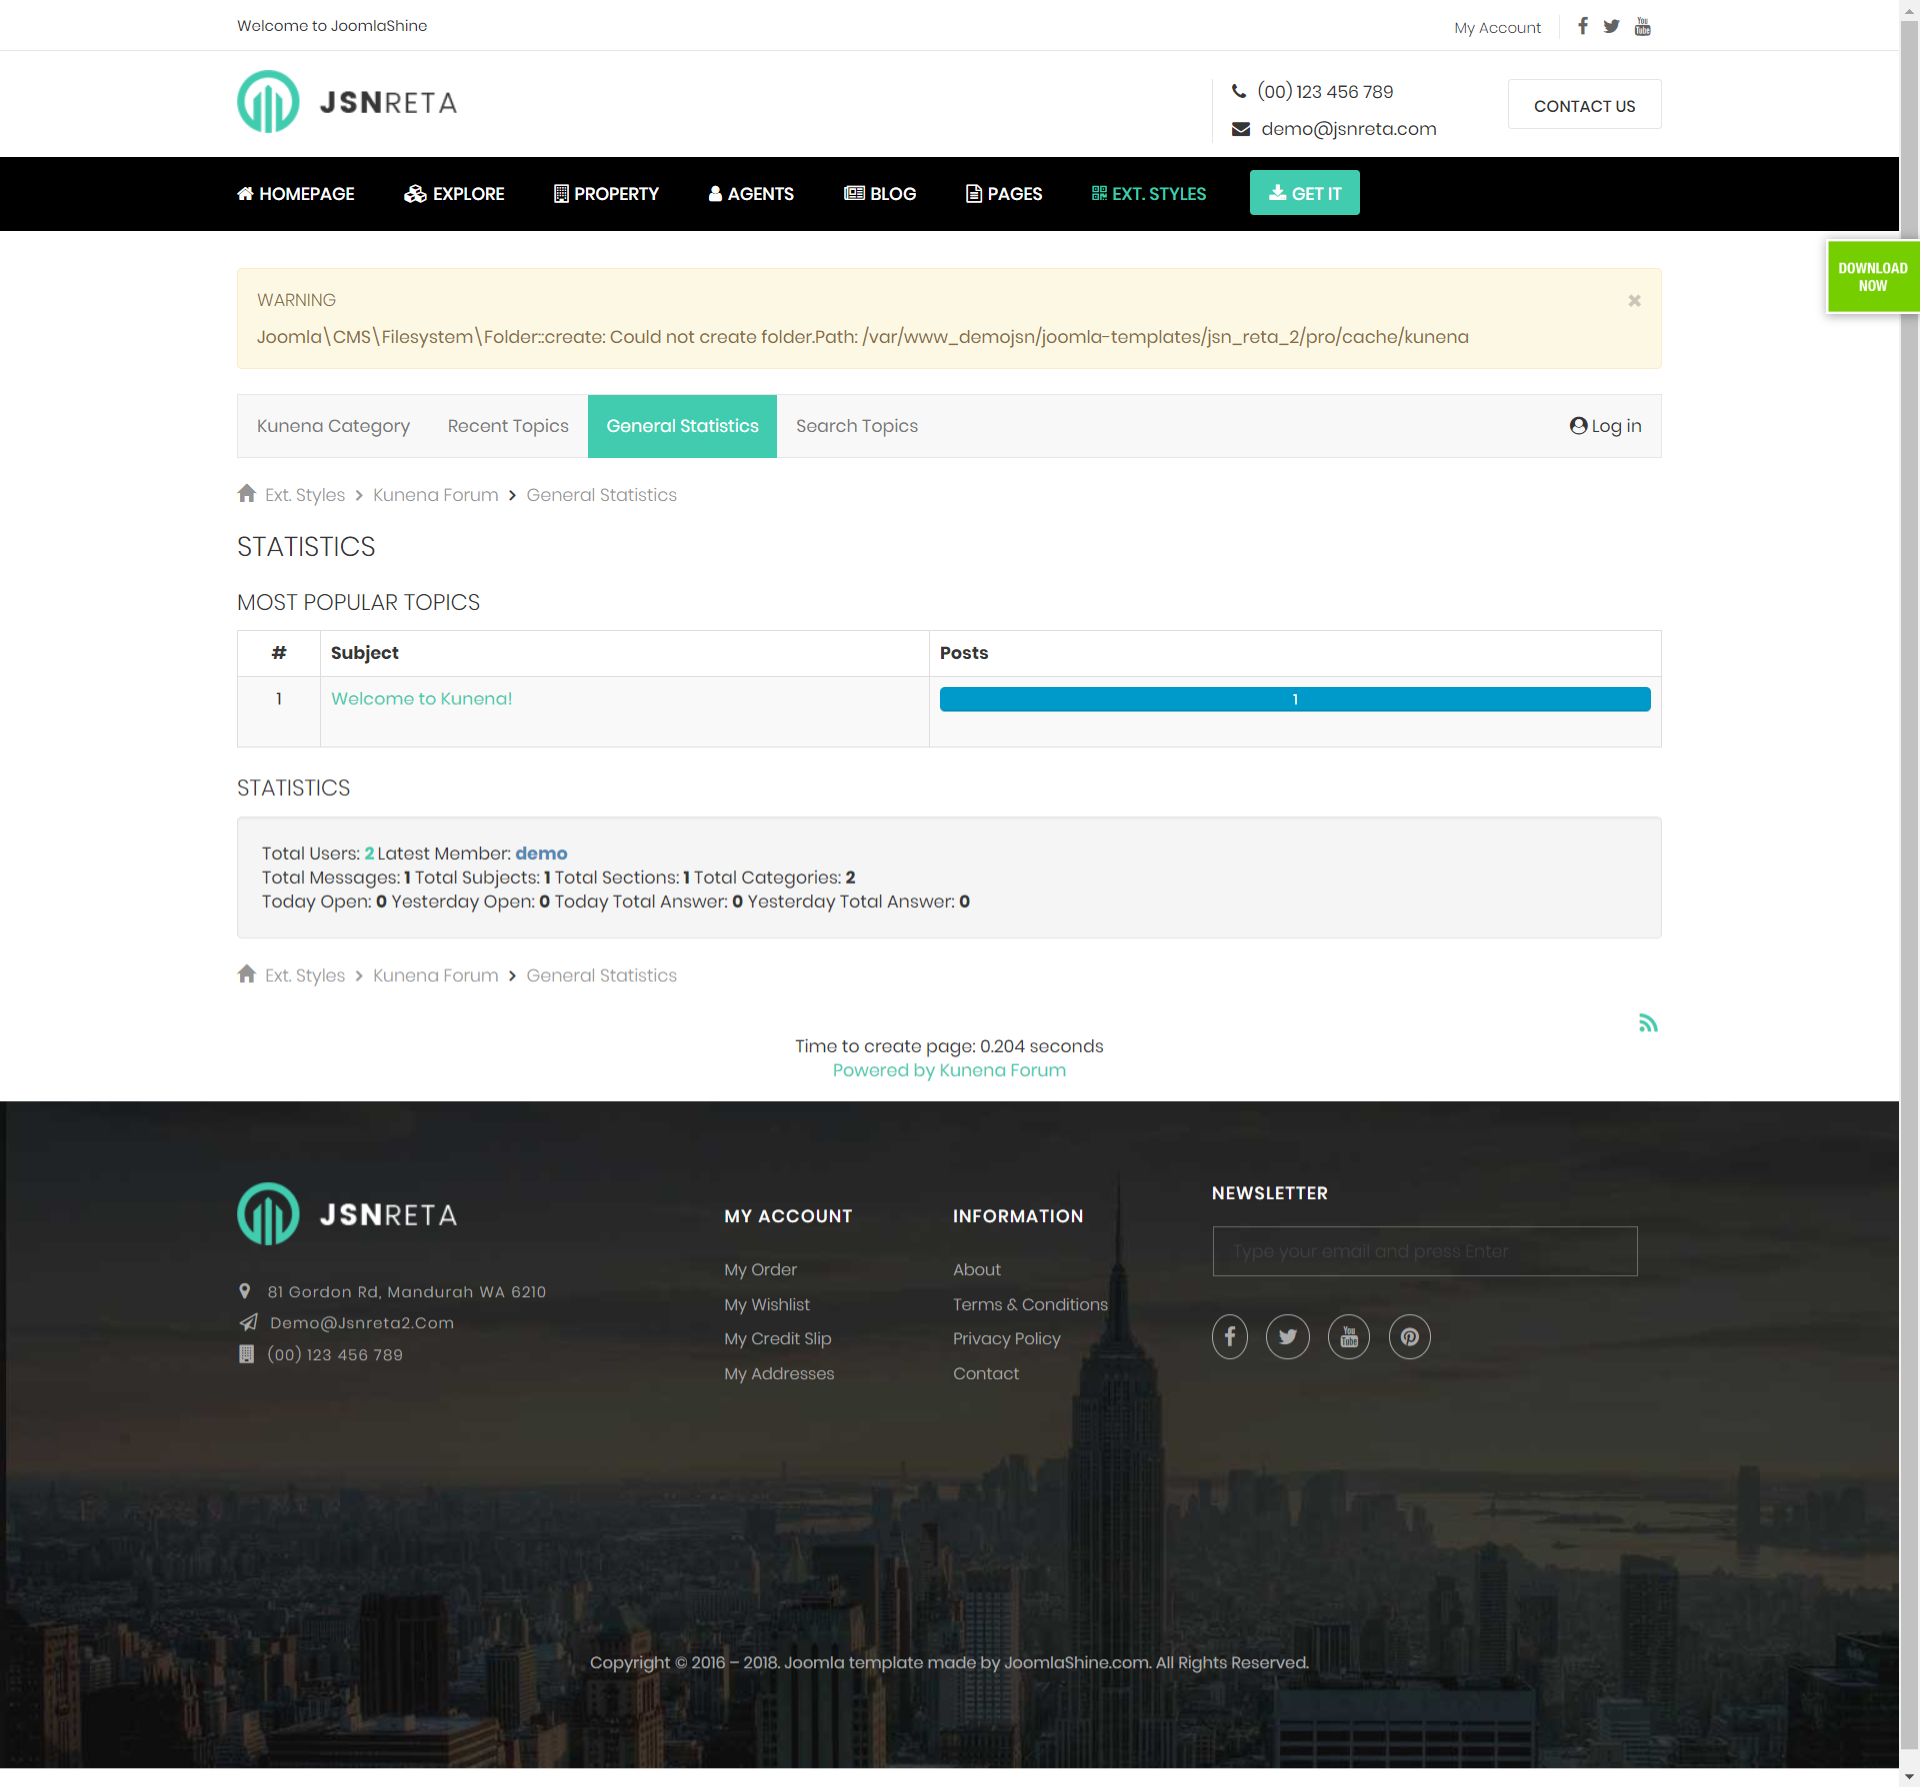 Welcome to JoomlaShine
My Account
JSNRETA
(00) 123 456 789
demo@jsnreta.com
CONTACT US
HOMEPAGE
EXPLORE
PROPERTY
AGENTS
BLOG
PAGES
EXT. STYLES
GET IT
DOWNLOAD
NOW
WARNING
×
Joomla\CMS\Filesystem\Folder::create: Could not create folder.Path: /var/www_demojsn/joomla-templates/jsn_reta_2/pro/cache/kunena
Kunena Category
Recent Topics
General Statistics
Search Topics
Log in
Ext. Styles > Kunena Forum > General Statistics
STATISTICS
MOST POPULAR TOPICS
# Subject Posts
1 Welcome to Kunena! 1
STATISTICS
Total Users: 2 Latest Member: demo
Total Messages: 1 Total Subjects: 1 Total Sections: 1 Total Categories: 2
Today Open: 0 Yesterday Open: 0 Today Total Answer: 0 Yesterday Total Answer: 0
Ext. Styles > Kunena Forum > General Statistics
Time to create page: 0.204 seconds
Powered by Kunena Forum
JSNRETA
81 Gordon Rd, Mandurah WA 6210
Demo@Jsnreta2.Com
(00) 123 456 789
MY ACCOUNT
My Order
My Wishlist
My Credit Slip
My Addresses
INFORMATION
About
Terms & Conditions
Privacy Policy
Contact
NEWSLETTER
Type your email and press Enter
Copyright © 2016 – 2018. Joomla template made by JoomlaShine.com. All Rights Reserved.